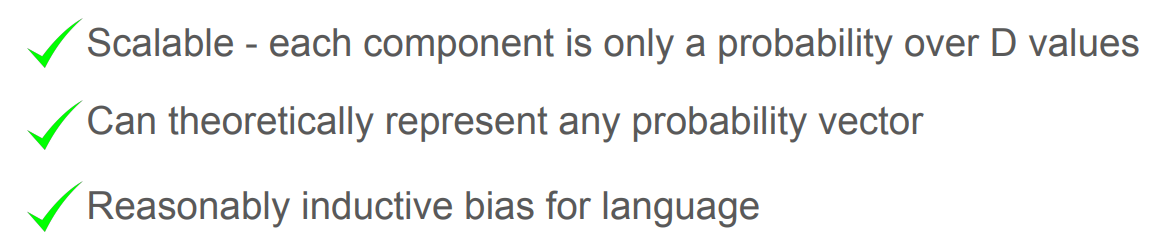 Scalable - each component is only a probability over D values
Can theoretically represent any probability vector
Reasonably inductive bias for language